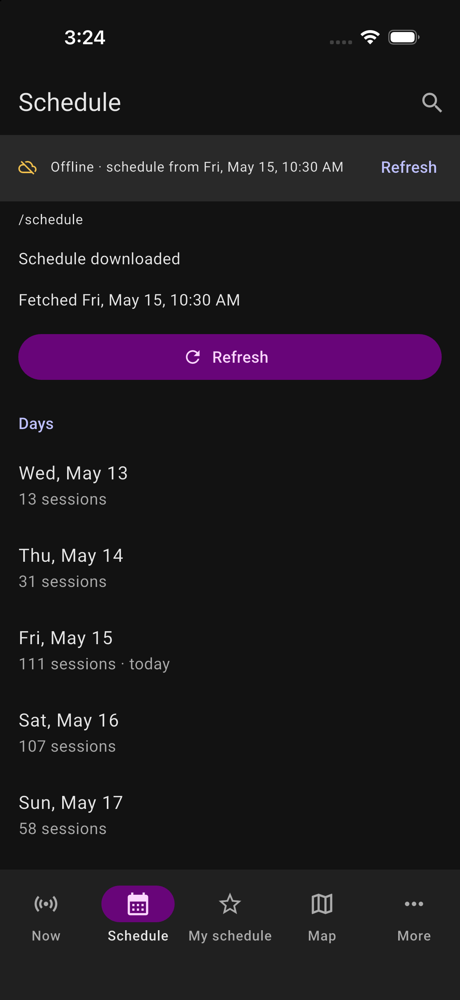 3:24
Schedule
Offline · schedule from Fri, May 15, 10:30 AM
Refresh
/schedule
Schedule downloaded
Fetched Fri, May 15, 10:30 AM
Refresh
Days
Wed, May 13
13 sessions
Thu, May 14
31 sessions
Fri, May 15
111 sessions · today
Sat, May 16
107 sessions
Sun, May 17
58 sessions
Now
Schedule
My schedule
Map
More